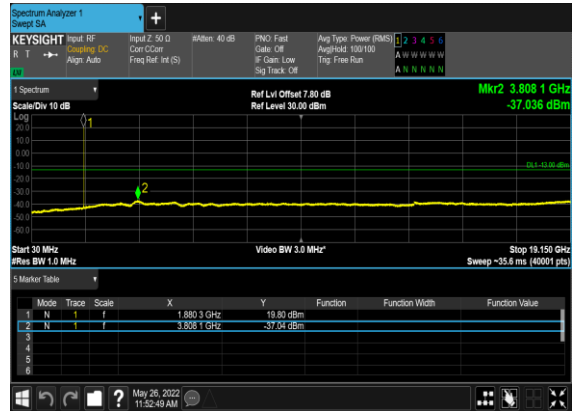 Spectrum Analyzer 1
Swept SA
+
KEYSIGHT Input: RF Input Z: 50 Ω #Atten: 40 dB PNO: Fast Avg Type: Power (RMS) 1 2 3 4 5 6
R T Coupling: DC Corr CCorr Gate: Off Avg|Hold: 100/100 A W W W W W
Align: Auto Freq Ref: Int (S) IF Gain: Low Trig: Free Run
Sig Track: Off A N N N N N
1 Spectrum Ref Lvl Offset 7.80 dB Mkr2 3.808 1 GHz
Scale/Div 10 dB Ref Level 30.00 dBm -37.036 dBm
Log
20.0 1
10.0
0.00
-10.0 DL1 -13.00 dBm
-20.0
-30.0 2
-40.0
-50.0
-60.0
Start 30 MHz Video BW 3.0 MHz* Stop 19.150 GHz
#Res BW 1.0 MHz Sweep ~35.6 ms (40001 pts)
5 Marker Table
Mode Trace Scale X Y Function Function Width Function Value
1 N 1 f 1.880 3 GHz 19.80 dBm
2 N 1 f 3.808 1 GHz -37.04 dBm
3
4
5
6
? May 26, 2022
11:52:49 AM